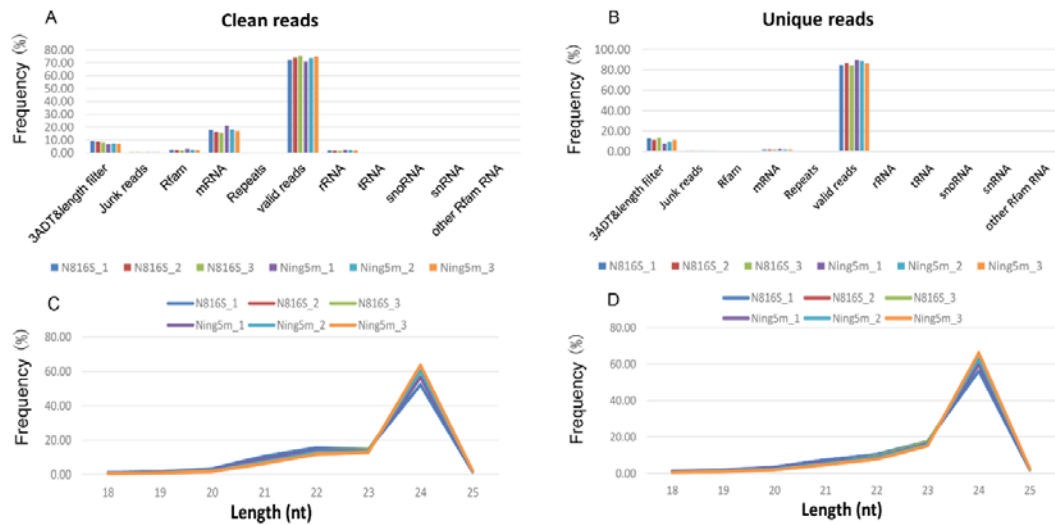 A
Clean reads
Frequency (%)
80.00
70.00
60.00
50.00
40.00
30.00
20.00
10.00
0.00
3ADT&length filter
Junk reads
Rfam
mRNA
Repeats
valid reads
rRNA
tRNA
snoRNA
snRNA
other Rfam RNA
N816S_1 N816S_2 N816S_3 Ning5m_1 Ning5m_2 Ning5m_3
B
Unique reads
Frequency (%)
100.00
80.00
60.00
40.00
20.00
0.00
3ADT&length filter
Junk reads
Rfam
mRNA
Repeats
valid reads
rRNA
tRNA
snoRNA
snRNA
other Rfam RNA
N816S_1 N816S_2 N816S_3 Ning5m_1 Ning5m_2 Ning5m_3
C
N816S_1 N816S_2 N816S_3
Ning5m_1 Ning5m_2 Ning5m_3
Frequency (%)
80.00
60.00
40.00
20.00
0.00
18 19 20 21 22 23 24 25
Length (nt)
D
N816S_1 N816S_2 N816S_3
Ning5m_1 Ning5m_2 Ning5m_3
Frequency (%)
80.00
60.00
40.00
20.00
0.00
18 19 20 21 22 23 24 25
Length (nt)